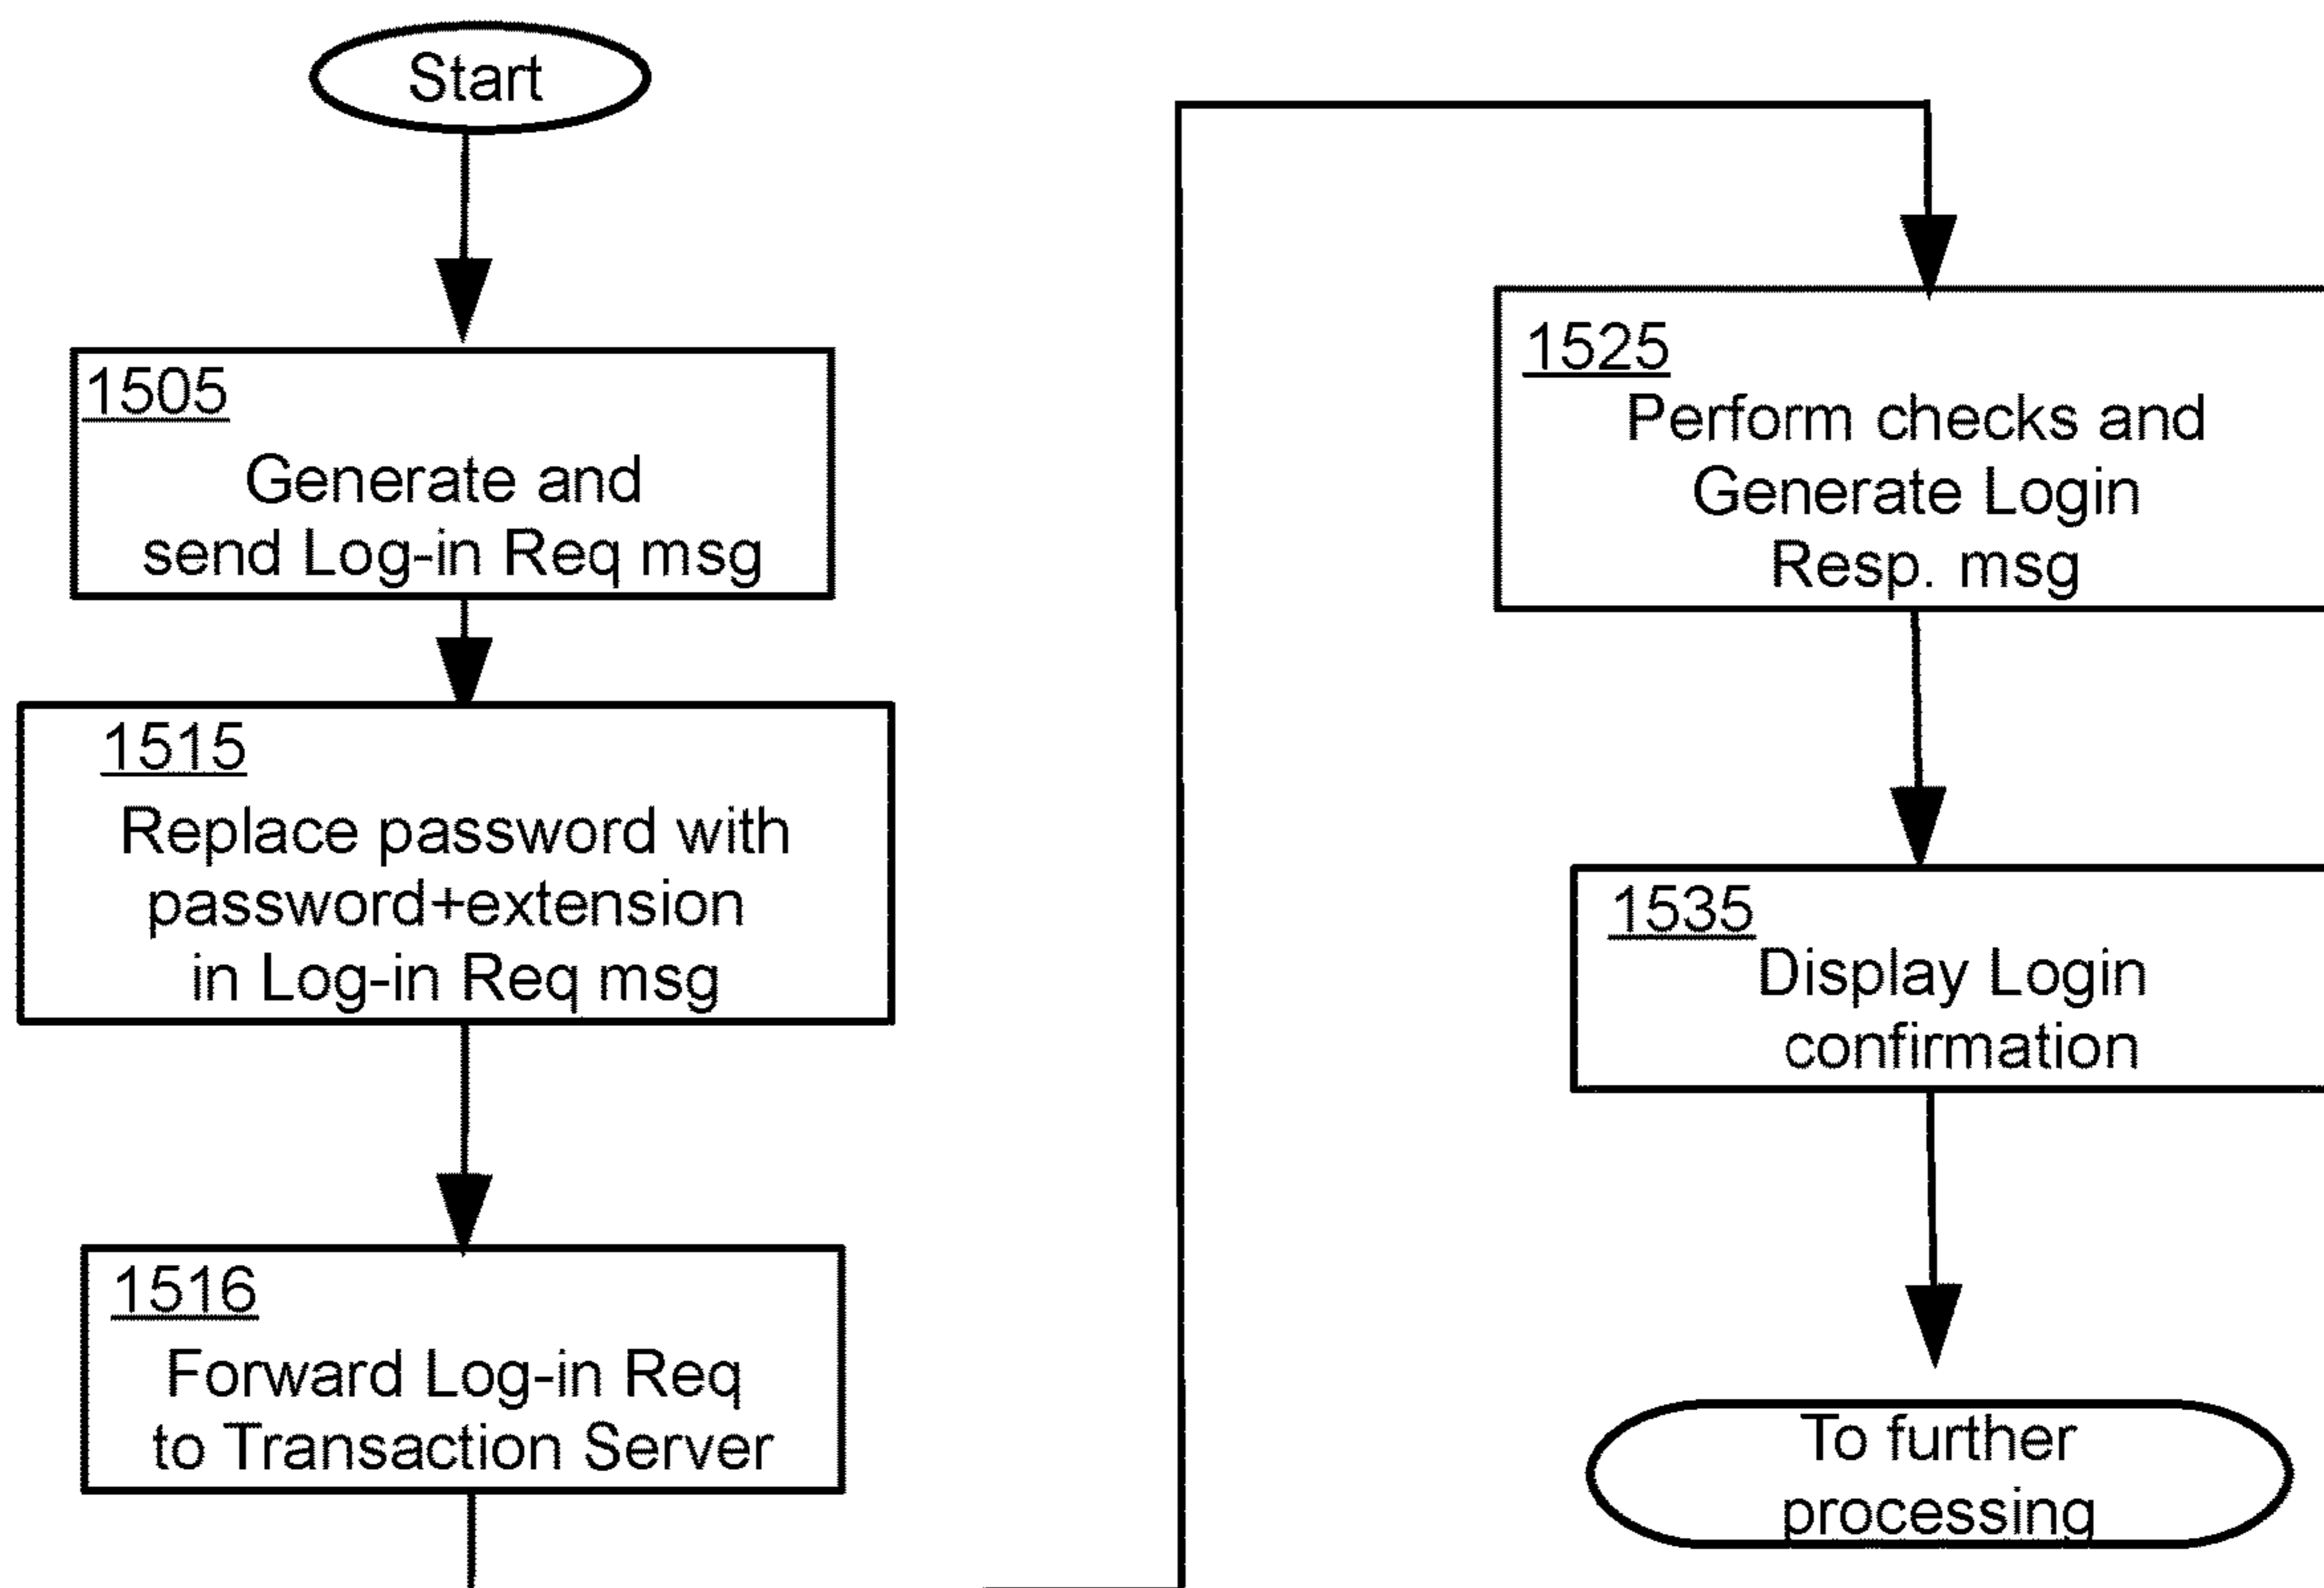 Start
1505
Generate and
send Log-in Req msg
1515
Replace password with
password+extension
in Log-in Req msg
1516
Forward Log-in Req
to Transaction Server
1525
Perform checks and
Generate Login
Resp. msg
1535
Display Login
confirmation
To further
processing